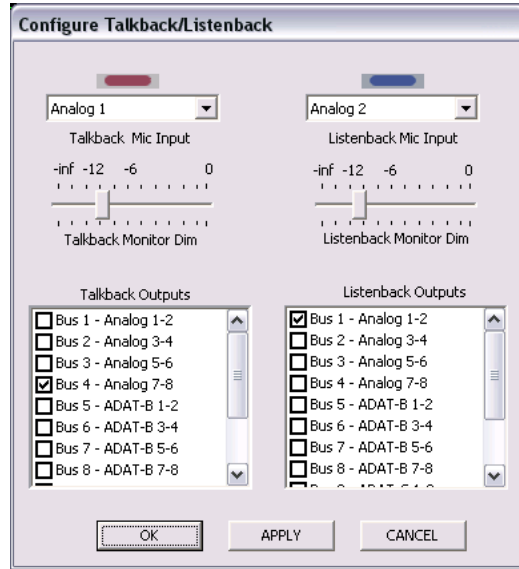 Configure Talkback/Listenback
Analog 1
Talkback Mic Input
-inf -12 -6 0
Talkback Monitor Dim
Analog 2
Listenback Mic Input
-inf -12 -6 0
Listenback Monitor Dim
Talkback Outputs
Bus 1 - Analog 1-2
Bus 2 - Analog 3-4
Bus 3 - Analog 5-6
Bus 4 - Analog 7-8
Bus 5 - ADAT-B 1-2
Bus 6 - ADAT-B 3-4
Bus 7 - ADAT-B 5-6
Bus 8 - ADAT-B 7-8
Listenback Outputs
Bus 1 - Analog 1-2
Bus 2 - Analog 3-4
Bus 3 - Analog 5-6
Bus 4 - Analog 7-8
Bus 5 - ADAT-B 1-2
Bus 6 - ADAT-B 3-4
Bus 7 - ADAT-B 5-6
Bus 8 - ADAT-B 7-8
OK
APPLY
CANCEL